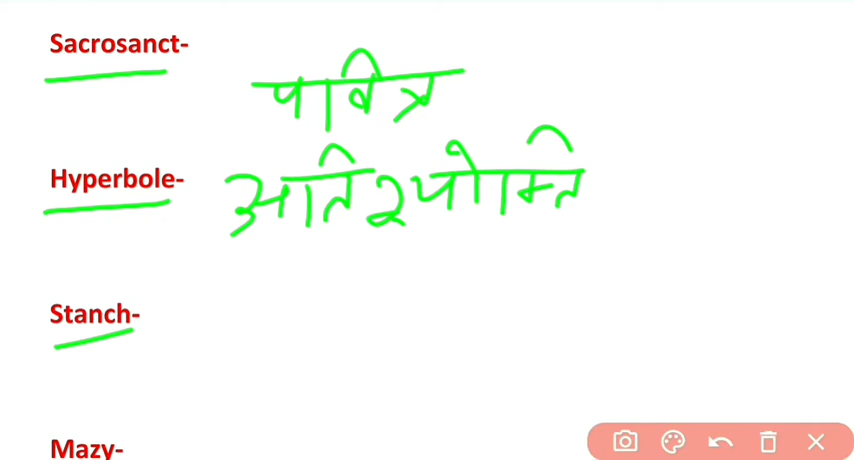 Sacrosanct-
पवित्र
Hyperbole-
अतिश्योक्ति
Stanch-
Mazy-